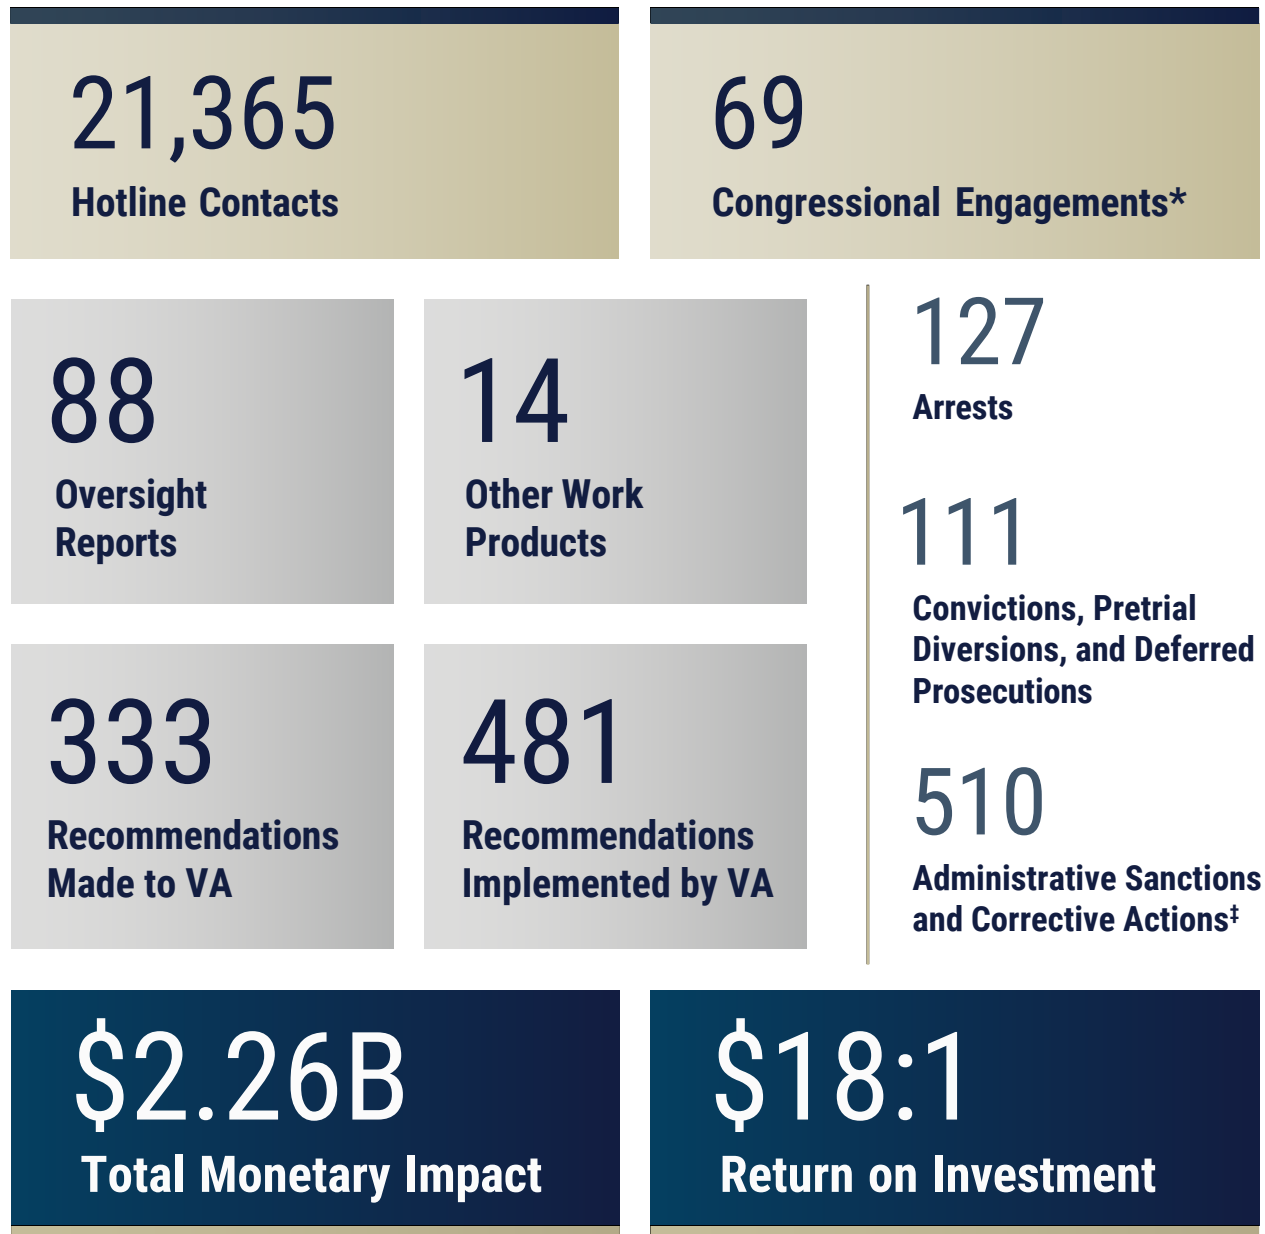 21,365
Hotline Contacts
69
Congressional Engagements*
88
Oversight
Reports
14
Other Work
Products
333
Recommendations
Made to VA
481
Recommendations
Implemented by VA
127
Arrests
111
Convictions, Pretrial
Diversions, and Deferred
Prosecutions
510
Administrative Sanctions
and Corrective Actions‡
$2.26B
Total Monetary Impact
$18:1
Return on Investment